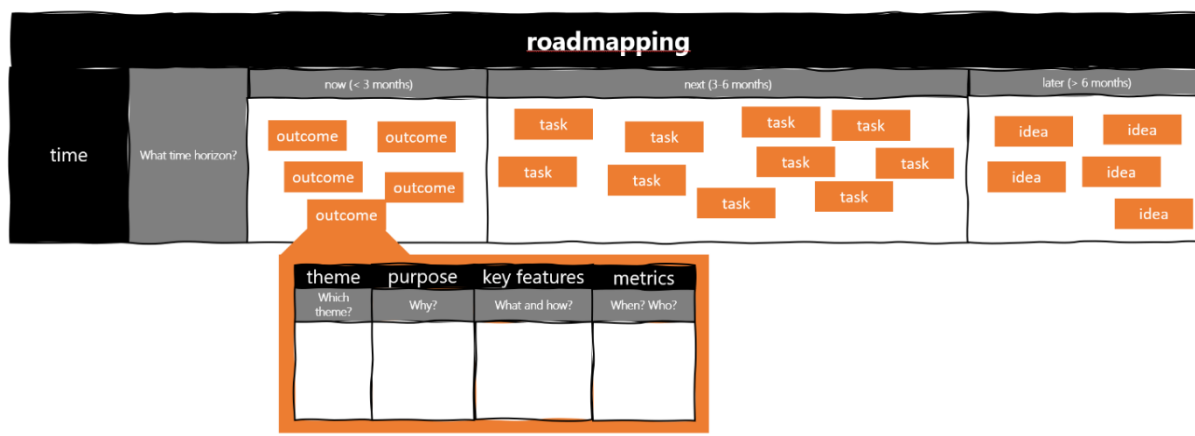 roadmapping
time
What time horizon?
now (< 3 months)
next (3-6 months)
later (> 6 months)
outcome
outcome
outcome
outcome
outcome
task
task
task
task
task
task
task
task
task
task
idea
idea
idea
idea
idea
theme
purpose
key features
metrics
Which
theme?
Why?
What and how?
When? Who?